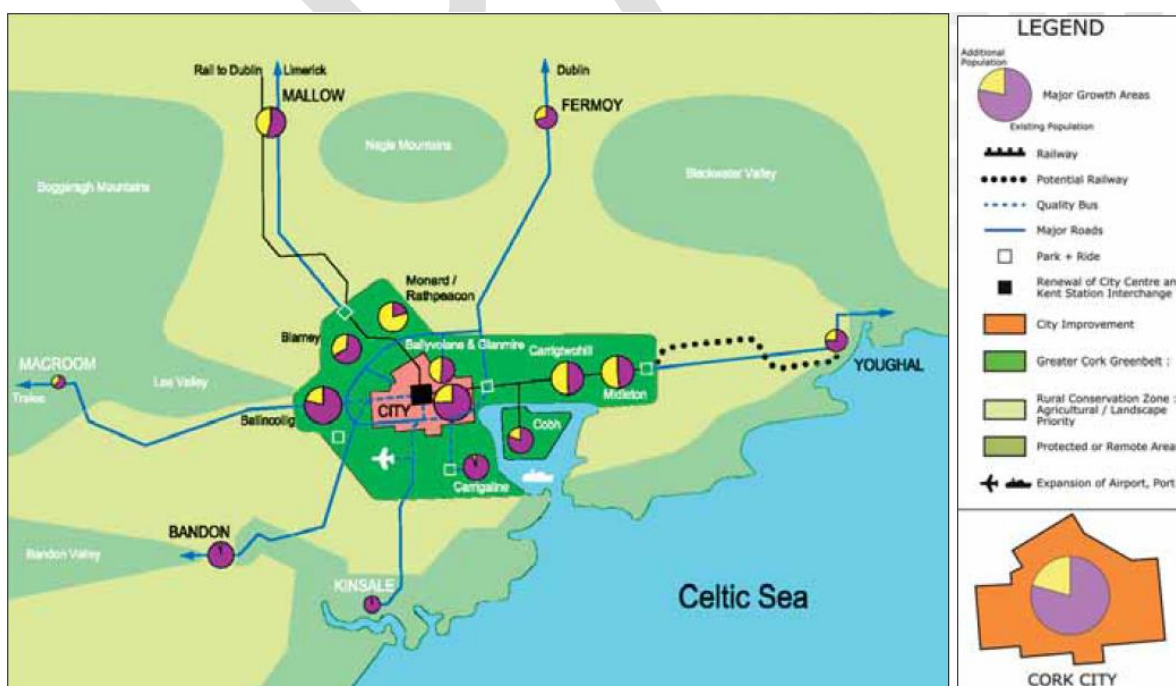 Rail to Dublin
Limerick
MALLOW
Dublin
FERMOY
Nagle Mountains
Boggeragh Mountains
Blackwater Valley
Monard /
Rathpeacon
Blarney
Ballyvolane & Glanmire
Carrigtwohill
MACROOM
Tralee
Lee Valley
YOUGHAL
Midleton
CITY
Ballincollig
Cobh
Carrigaline
BANDON
Bandon Valley
KINSALE
Celtic Sea
LEGEND
Additional
Population
Major Growth Areas
Existing Population
Railway
Potential Railway
Quality Bus
Major Roads
Park + Ride
Renewal of City Centre an
Kent Station Interchange
City Improvement
Greater Cork Greenbelt :
Rural Conservation Zone :
Agricultural / Landscape
Priority
Protected or Remote Area
Expansion of Airport, Port
CORK CITY